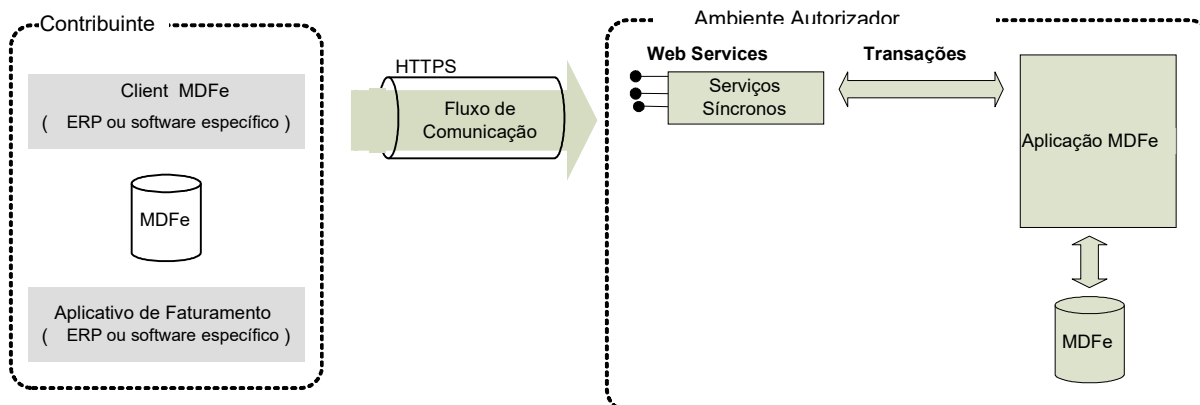 Contribuinte
Client MDFe
( ERP ou software específico )
MDFe
Aplicativo de Faturamento
( ERP ou software específico )
HTTPS
Fluxo de
Comunicação
Ambiente Autorizador
Web Services
Serviços
Síncronos
Transações
Aplicação MDFe
MDFe